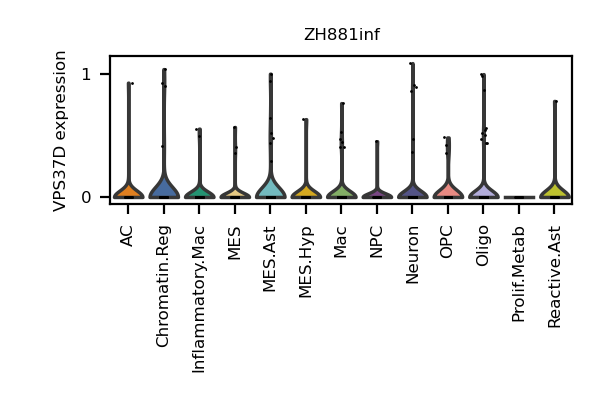 ZH881inf
VPS37D expression
1
0
AC
Chromatin.Reg
Inflammatory.Mac
MES
MES.Ast
MES.Hyp
Mac
NPC
Neuron
OPC
Oligo
Prolif.Metab
Reactive.Ast